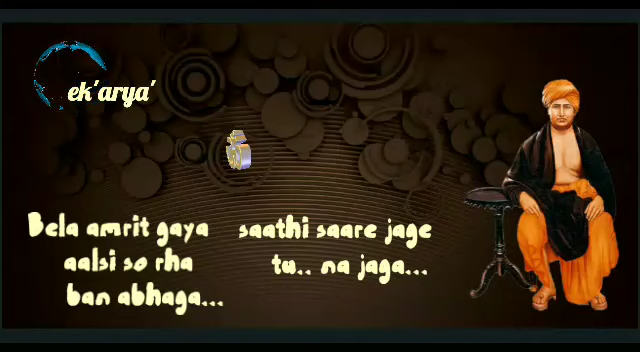 ek'arya'
Bela amrit gaya
aalsi so rha
ban abhaga...
saathi saare jage
tu.. na jaga...